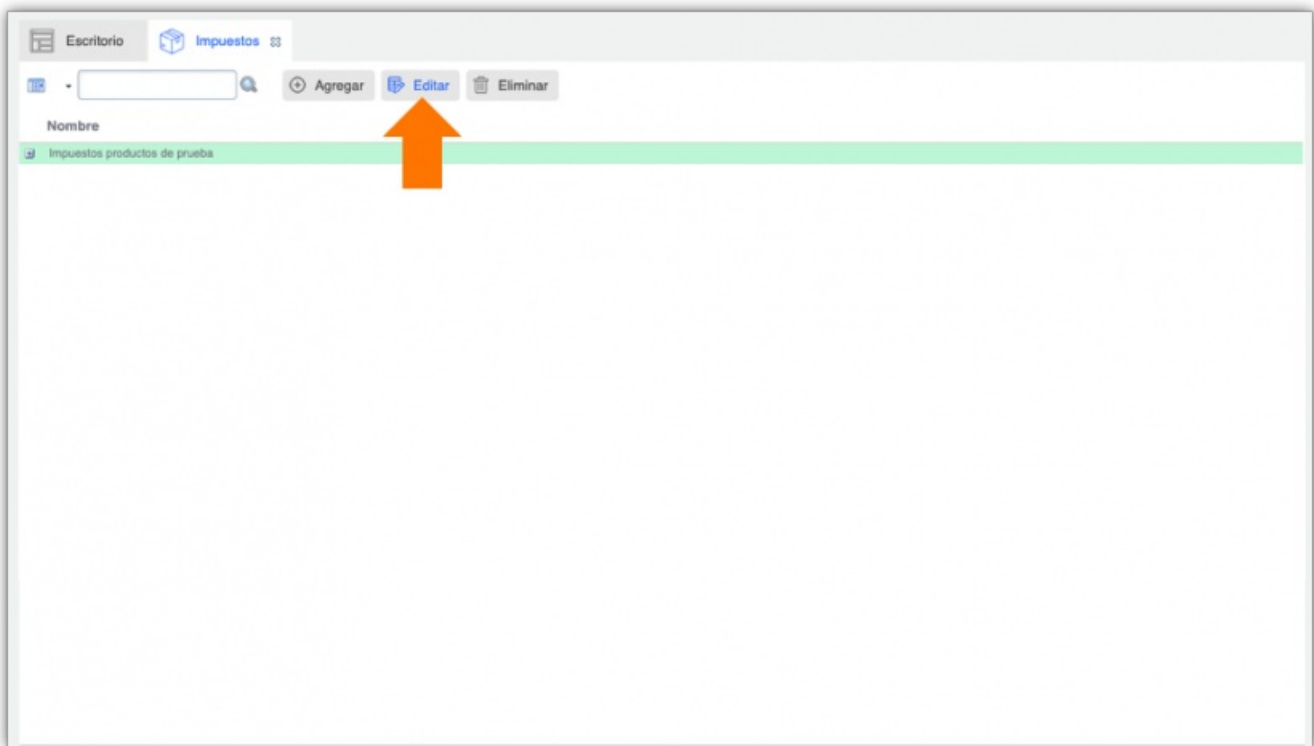 Escritorio Impuestos
Agregar Editar Eliminar
Nombre
Impuestos productos de prueba